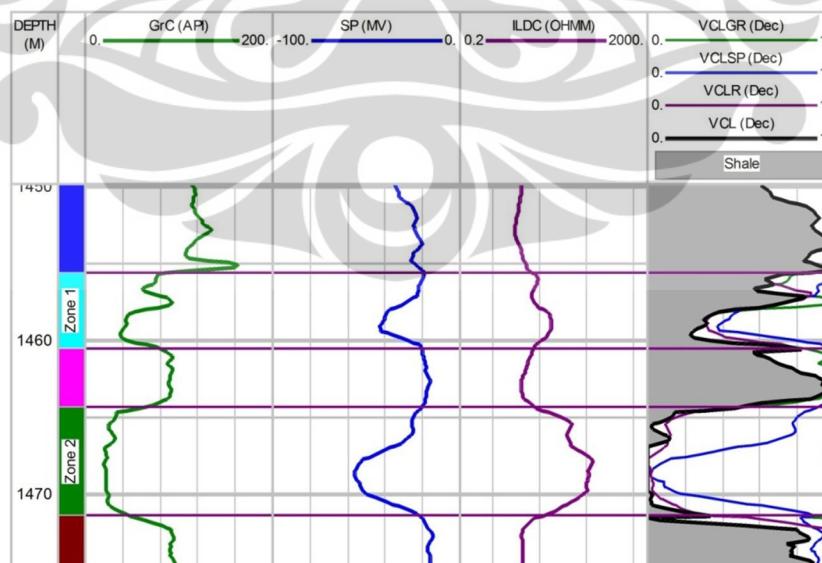 DEPTH
(M)
GrC (API)
0. 200.
SP (MV)
-100. 0.
ILDC (OHMM)
0.2 2000.
VCLGR (Dec)
0.
VCLSP (Dec)
0.
VCLR (Dec)
0.
VCL (Dec)
0.
Shale
1450
Zone 1
1460
Zone 2
1470